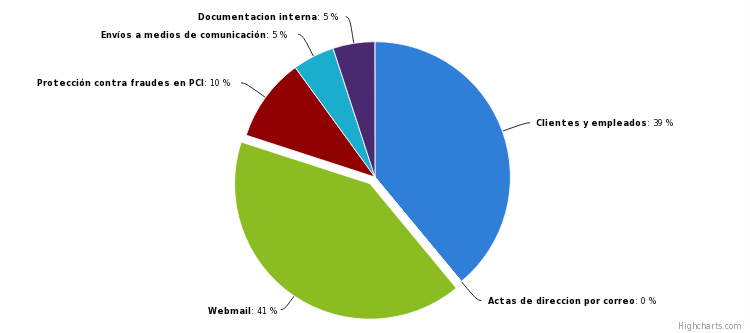 Documentacion interna: 5 %
Envíos a medios de comunicación: 5 %
Protección contra fraudes en PCI: 10 %
Clientes y empleados: 39 %
Actas de direccion por correo: 0 %
Webmail: 41 %
Highcharts.com